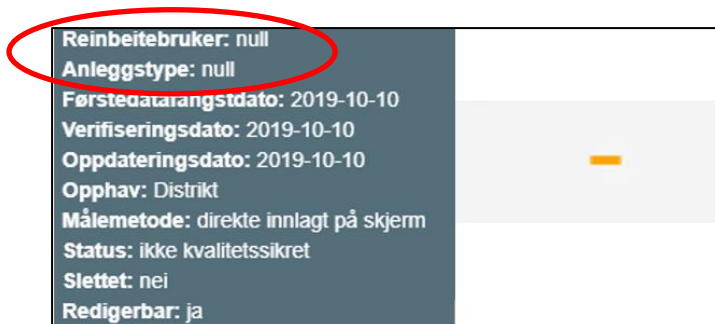 Reinbeitebruker: null
Anleggstype: null
Førstedatafangstdato: 2019-10-10
Verifiseringsdato: 2019-10-10
Oppdateringsdato: 2019-10-10
Opphav: Distrikt
Målemetode: direkte innlagt på skjerm
Status: ikke kvalitetssikret
Slettet: nei
Redigerbar: ja